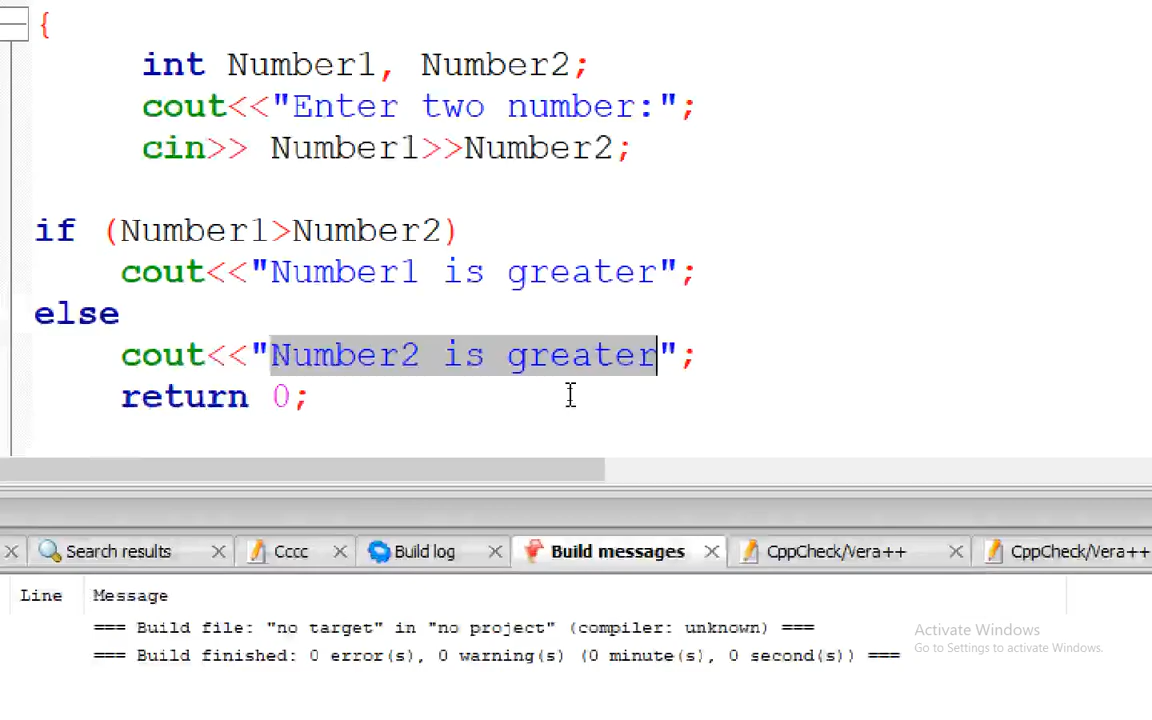 {
int Number1, Number2;
cout<<"Enter two number:";
cin>> Number1>>Number2;
if (Number1>Number2)
cout<<"Number1 is greater";
else
cout<<"Number2 is greater";
return 0;
Search results Cccc Build log Build messages CppCheck/Vera++ CppCheck/Vera++
Line Message
=== Build file: "no target" in "no project" (compiler: unknown) ===
=== Build finished: 0 error(s), 0 warning(s) (0 minute(s), 0 second(s)) ===
Activate Windows
Go to Settings to activate Windows.